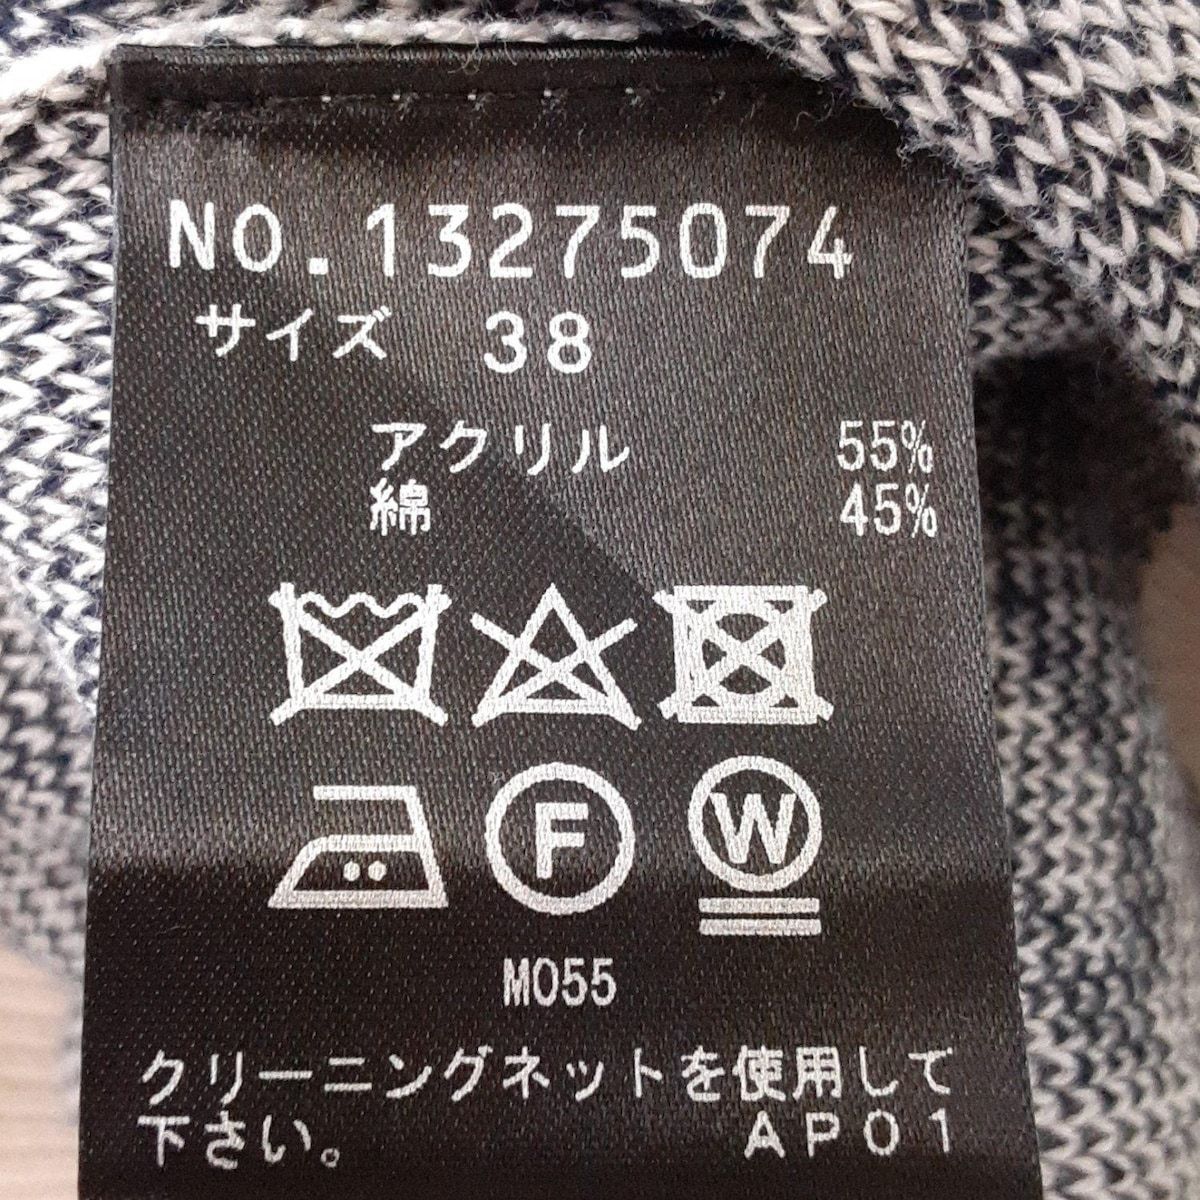 NO.13275074
サイズ 38
アクリル 55%
綿 45%
F W
M055
クリーニングネットを使用して
下さい。 AP01